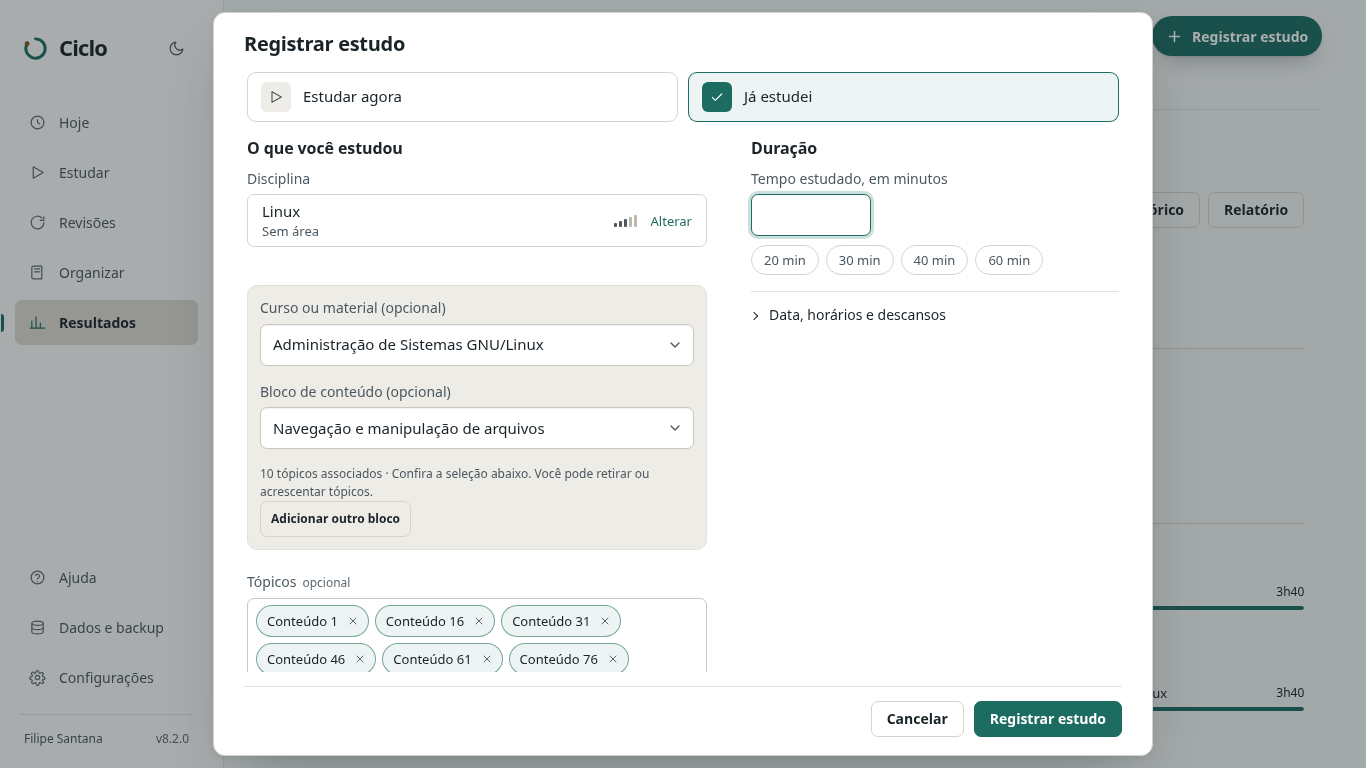 Ciclo
Hoje
Estudar
Revisões
Organizar
Resultados
Ajuda
Dados e backup
Configurações
Filipe Santana
v8.2.0
Registrar estudo
Estudar agora
Já estudei
O que você estudou
Disciplina
Linux
Sem área
Alterar
Curso ou material (opcional)
Administração de Sistemas GNU/Linux
Bloco de conteúdo (opcional)
Navegação e manipulação de arquivos
10 tópicos associados · Confira a seleção abaixo. Você pode retirar ou
acrescentar tópicos.
Adicionar outro bloco
Tópicos opcional
Conteúdo 1
Conteúdo 16
Conteúdo 31
Conteúdo 46
Conteúdo 61
Conteúdo 76
Duração
Tempo estudado, em minutos
20 min
30 min
40 min
60 min
Data, horários e descansos
Cancelar
Registrar estudo
Registrar estudo
órico
Relatório
3h40
ux
3h40